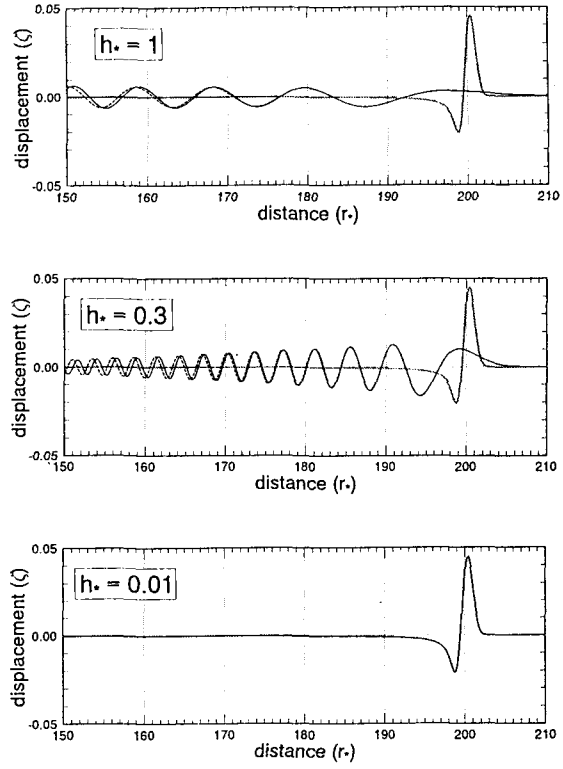 0.05
h* = 1
displacement (ζ)
0.00
-0.05
150 160 170 180 190 200 210
distance (r*)
0.05
h* = 0.3
displacement (ζ)
0.00
-0.05
150 160 170 180 190 200 210
distance (r*)
0.05
h* = 0.01
displacement (ζ)
0.00
-0.05
150 160 170 180 190 200 210
distance (r*)